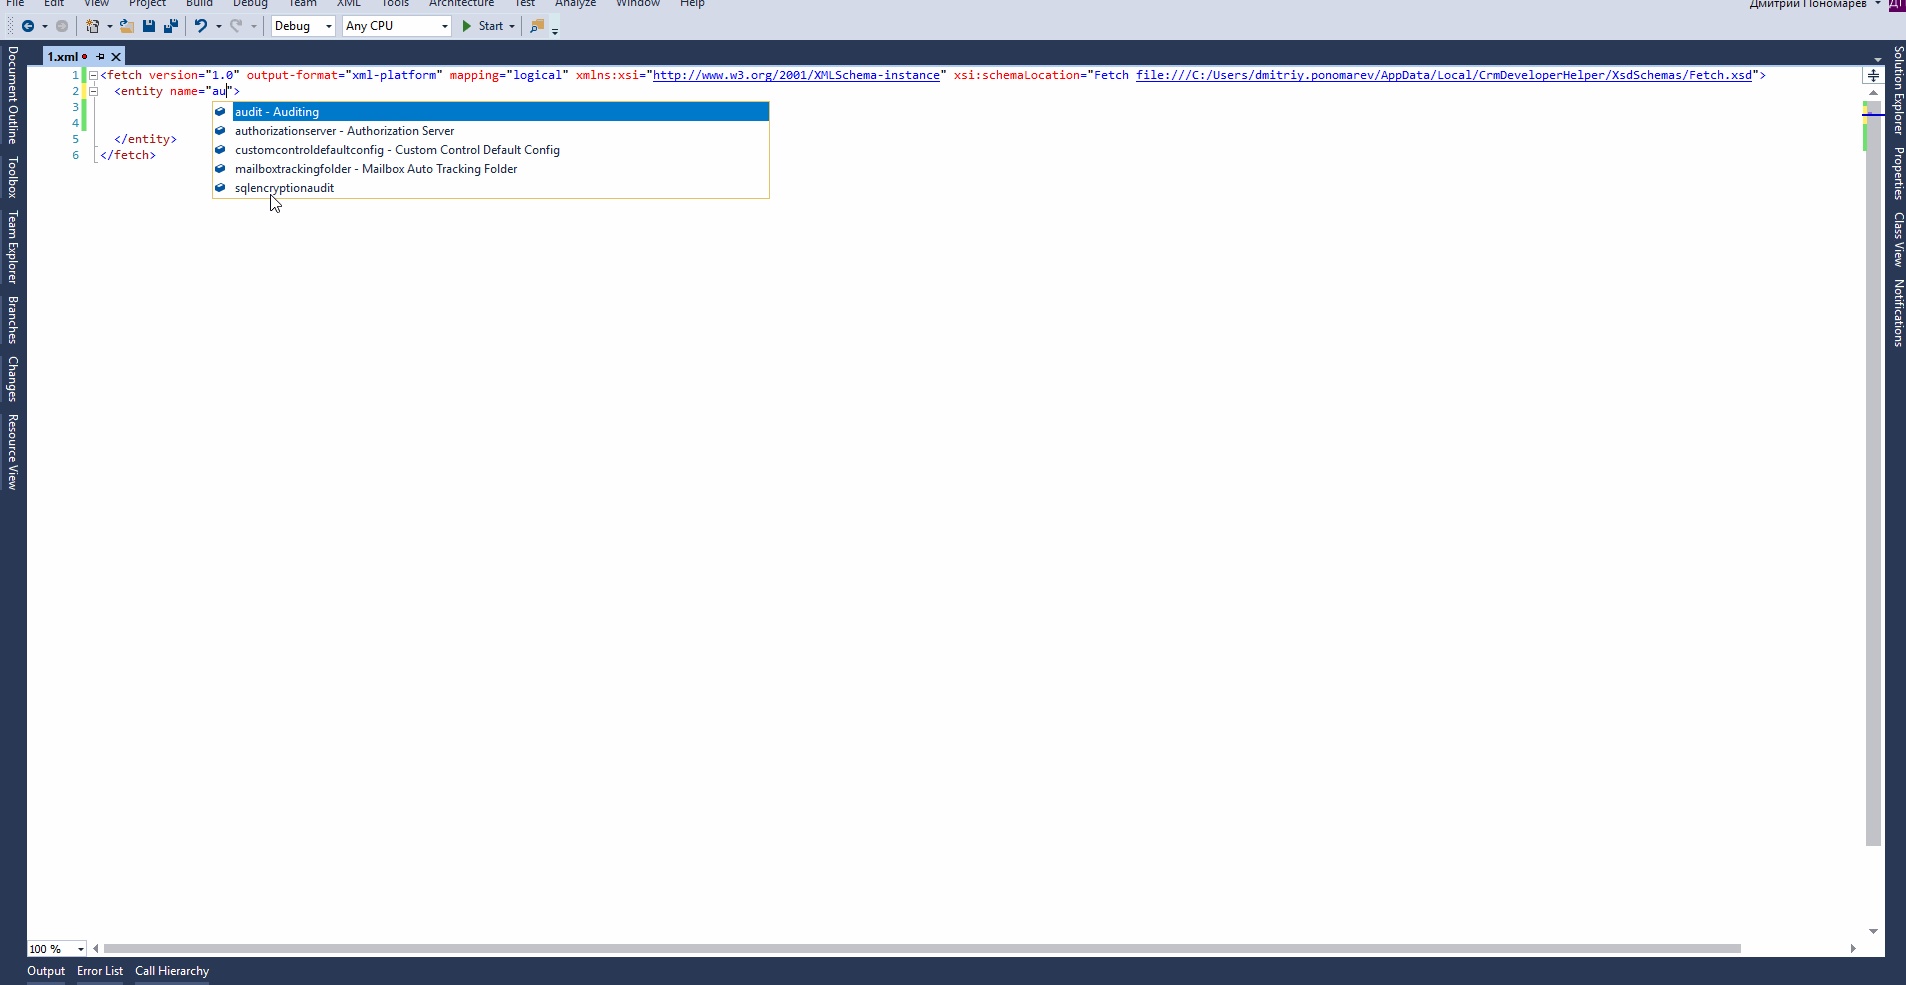 File Edit View Project Build Debug Team XML Tools Architecture Test Analyze Window Help Дмитрий Пономарев ДП
Debug Any CPU Start
Document Outline
Toolbox
Team Explorer
Branches
Changes
Resource View
1.xml
1 <fetch version="1.0" output-format="xml-platform" mapping="logical" xmlns:xsi="http://www.w3.org/2001/XMLSchema-instance" xsi:schemaLocation="Fetch file:///C:/Users/dmitriy.ponomarev/AppData/Local/CrmDeveloperHelper/XsdSchemas/Fetch.xsd">
2 <entity name="au">
3
4
5 </entity>
6 </fetch>
audit - Auditing
authorizationserver - Authorization Server
customcontroldefaultconfig - Custom Control Default Config
mailboxtrackingfolder - Mailbox Auto Tracking Folder
sqlencryptionaudit
Solution Explorer
Properties
Class View
Notifications
100 %
Output Error List Call Hierarchy